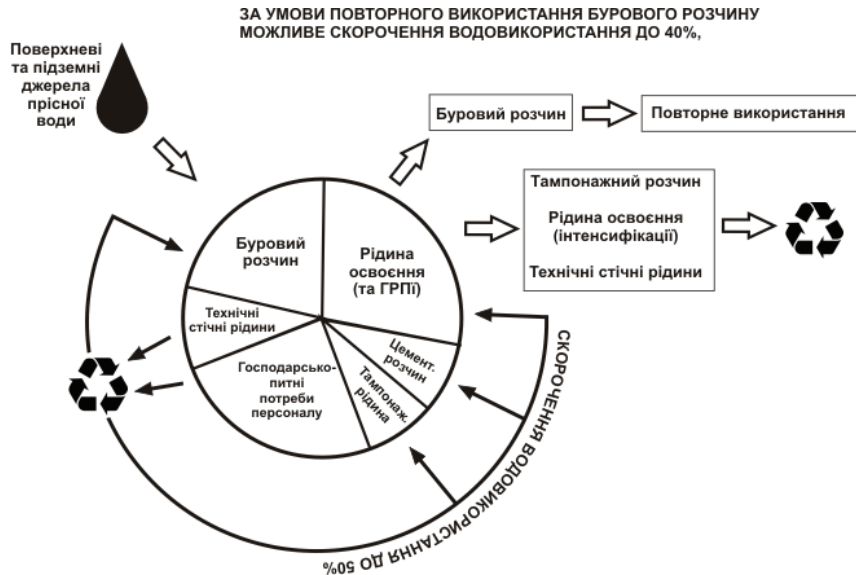 ЗА УМОВИ ПОВТОРНОГО ВИКОРИСТАННЯ БУРОВОГО РОЗЧИНУ
МОЖЛИВЕ СКОРОЧЕННЯ ВОДОВИКОРИСТАННЯ ДО 40%,
Поверхневі
та підземні
джерела
прісної
води
Буровий розчин
Повторне використання
Тампонажний розчин
Рідина освоєння
(інтенсифікації)
Технічні стічні рідини
Буровий
розчин
Рідина
освоєння
(та ГРПї)
Технічні
стічні рідини
Цемент.
розчин
Господарсько-
питні
потреби
персоналу
Тампонаж.
рідина
СКОРОЧЕННЯ ВОДОВИКОРИСТАННЯ ДО 50%